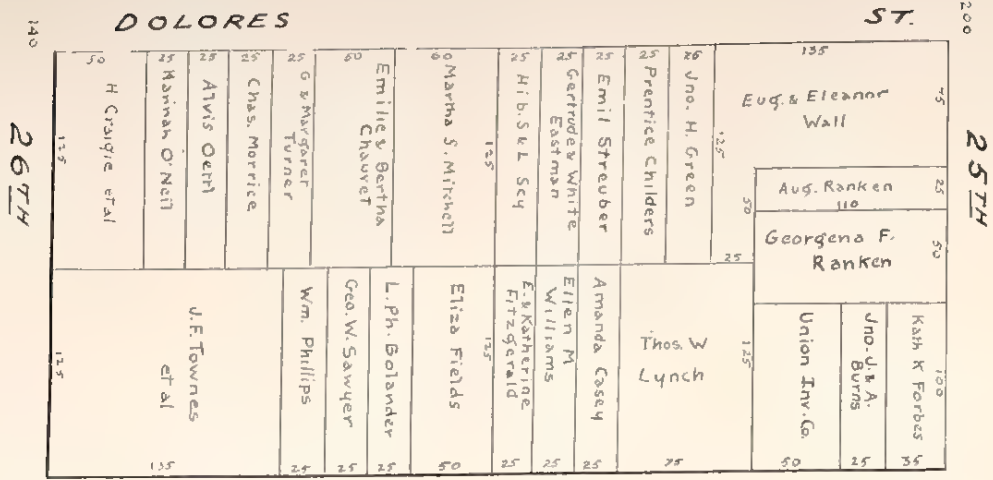 DOLORES ST.
140
200
26TH
25TH
50
H Craigie et al
125
25
Hannah O'Neil
25
Alvis Oertl
25
Chas. Morrice
25
G & Margaret
Turner
50
Emilie & Bertha
Chauvet
60
Martha S. Mitchell
125
25
Hib. S & L Scy
25
Gertrude & White
Eastman
25
Emil Streuber
25
Prentice Childers
26
Jno. H. Green
125
135
Eug. & Eleanor
Wall
75
Aug. Ranken
110
25
50
Georgena F.
Ranken
50
25
125
J. F. Townes
et al
135
Wm. Phillips
25
Geo. W. Sawyer
25
L. Ph. Bolander
25
Eliza Fields
50
125
E. & Katherine
Fitzgerald
25
Ellen M
Williams
25
Amanda Casey
25
Thos. W
Lynch
75
125
Union Inv. Co.
50
Jno. J. & A.
Burns
25
Kath K Forbes
100
35